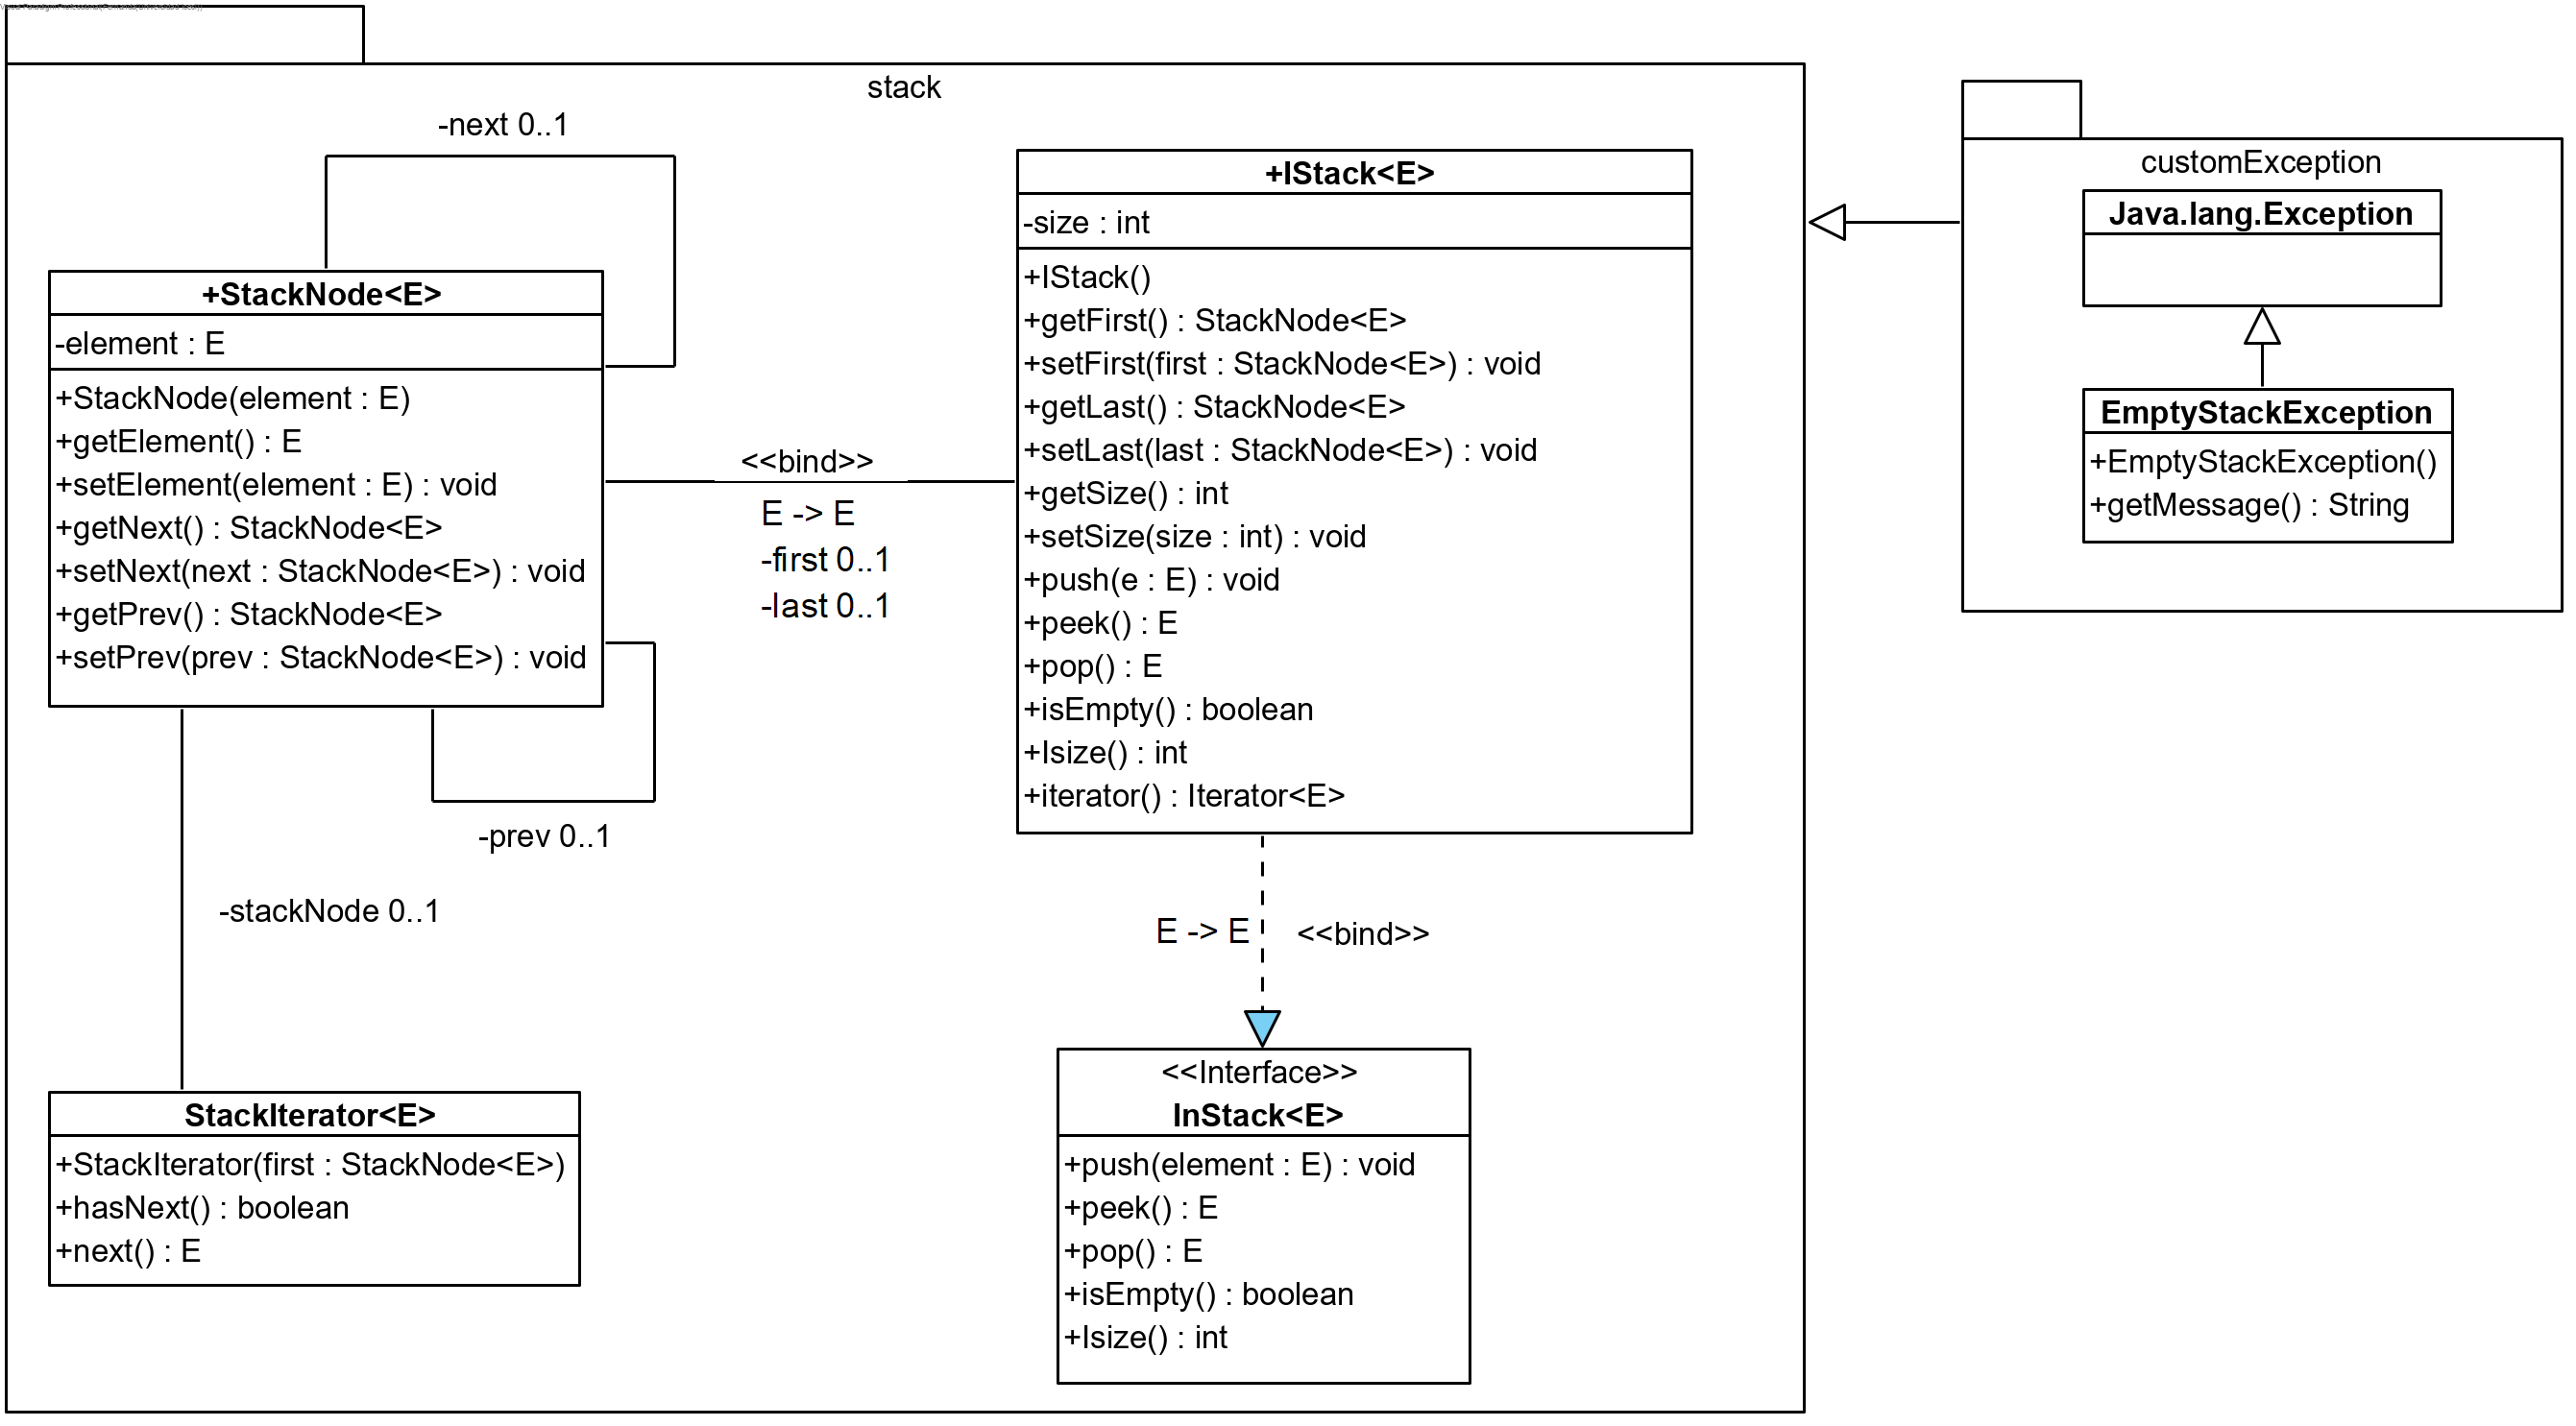 stack
-next 0..1
+StackNode<E>
-element : E
+StackNode(element : E)
+getElement() : E
+setElement(element : E) : void
+getNext() : StackNode<E>
+setNext(next : StackNode<E>) : void
+getPrev() : StackNode<E>
+setPrev(prev : StackNode<E>) : void
-prev 0..1
<<bind>>
E -> E
-first 0..1
-last 0..1
+IStack<E>
-size : int
+IStack()
+getFirst() : StackNode<E>
+setFirst(first : StackNode<E>) : void
+getLast() : StackNode<E>
+setLast(last : StackNode<E>) : void
+getSize() : int
+setSize(size : int) : void
+push(e : E) : void
+peek() : E
+pop() : E
+isEmpty() : boolean
+Isize() : int
+iterator() : Iterator<E>
-stackNode 0..1
E -> E
<<bind>>
StackIterator<E>
+StackIterator(first : StackNode<E>)
+hasNext() : boolean
+next() : E
<<Interface>>
InStack<E>
+push(element : E) : void
+peek() : E
+pop() : E
+isEmpty() : boolean
+Isize() : int
customException
Java.lang.Exception
EmptyStackException
+EmptyStackException()
+getMessage() : String